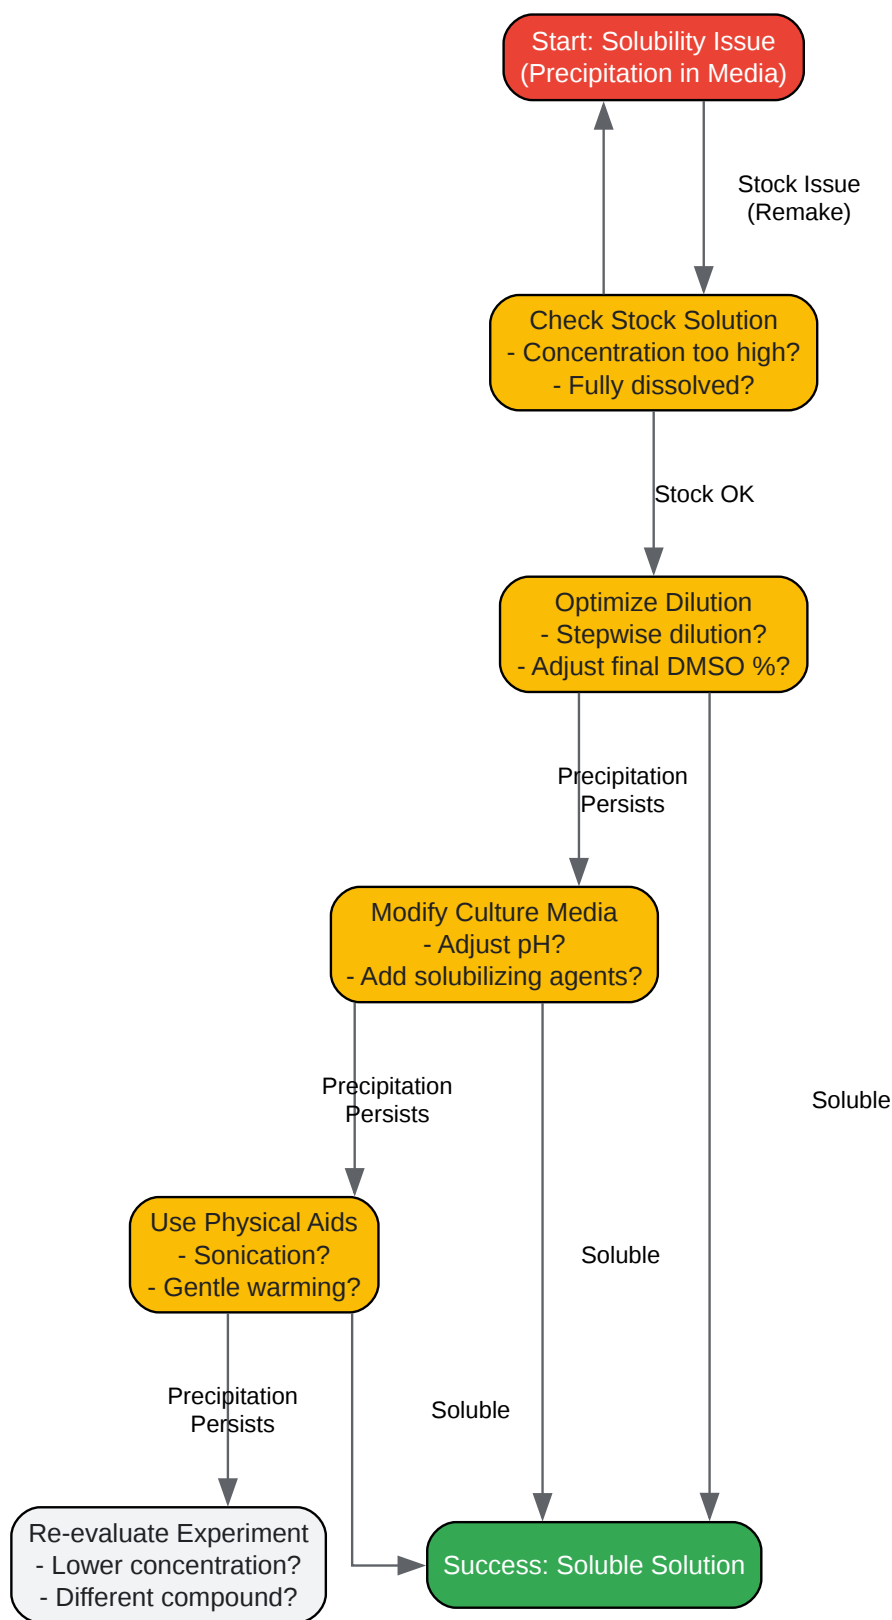 Start: Solubility Issue
(Precipitation in Media)
Stock Issue
(Remake)
Check Stock Solution
- Concentration too high?
- Fully dissolved?
Stock OK
Optimize Dilution
- Stepwise dilution?
- Adjust final DMSO %?
Precipitation
Persists
Modify Culture Media
- Adjust pH?
- Add solubilizing agents?
Precipitation
Persists
Soluble
Use Physical Aids
- Sonication?
- Gentle warming?
Soluble
Precipitation
Persists
Soluble
Re-evaluate Experiment
- Lower concentration?
- Different compound?
Success: Soluble Solution